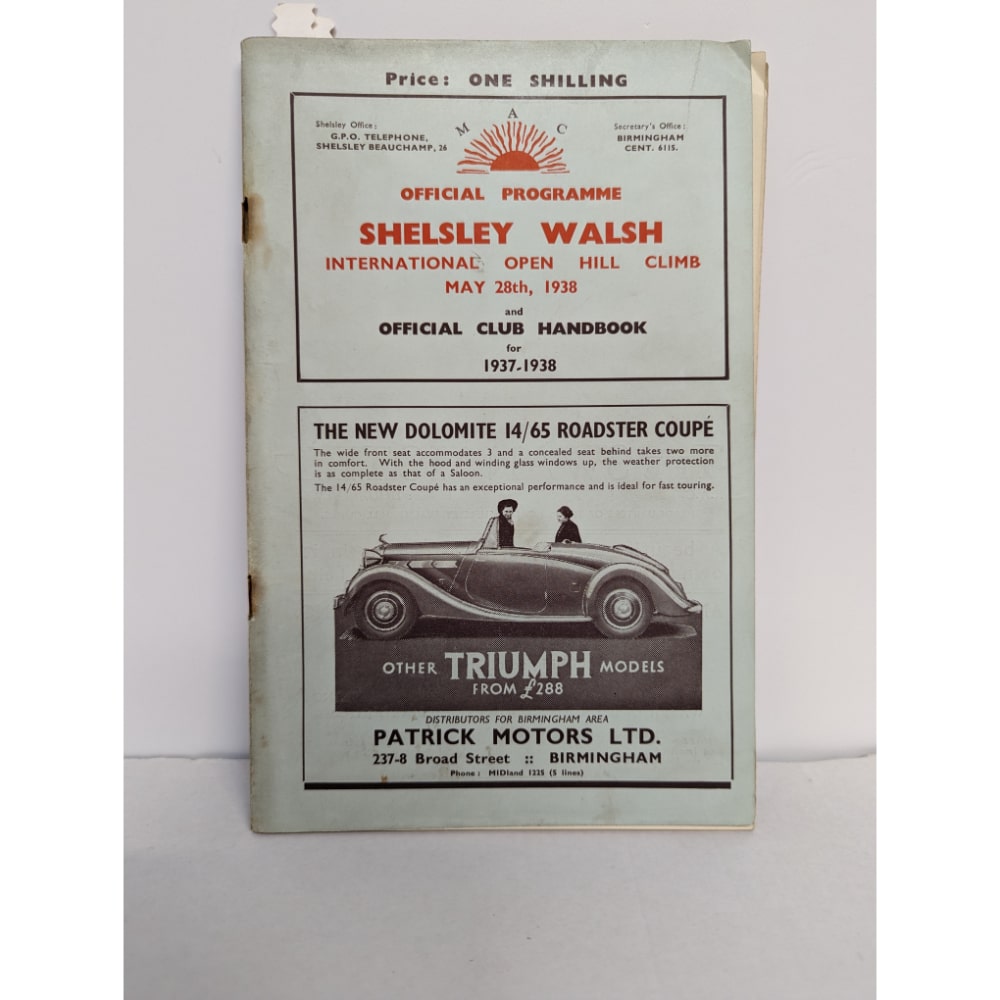 Price: ONE SHILLING
M A C
Shelsley Office:
G.P.O. TELEPHONE,
SHELSLEY BEAUCHAMP, 26
Secretary's Office:
BIRMINGHAM
CENT. 6115.
OFFICIAL PROGRAMME
SHELSLEY WALSH
INTERNATIONAL OPEN HILL CLIMB
MAY 28th, 1938
and
OFFICIAL CLUB HANDBOOK
for
1937-1938
THE NEW DOLOMITE 14/65 ROADSTER COUPÉ
The wide front seat accommodates 3 and a concealed seat behind takes two more
in comfort. With the hood and winding glass windows up, the weather protection
is as complete as that of a Saloon.
The 14/65 Roadster Coupé has an exceptional performance and is ideal for fast touring.
OTHER TRIUMPH MODELS
FROM £288
DISTRIBUTORS FOR BIRMINGHAM AREA
PATRICK MOTORS LTD.
237-8 Broad Street :: BIRMINGHAM
Phone: MIDland 1225 (5 lines)